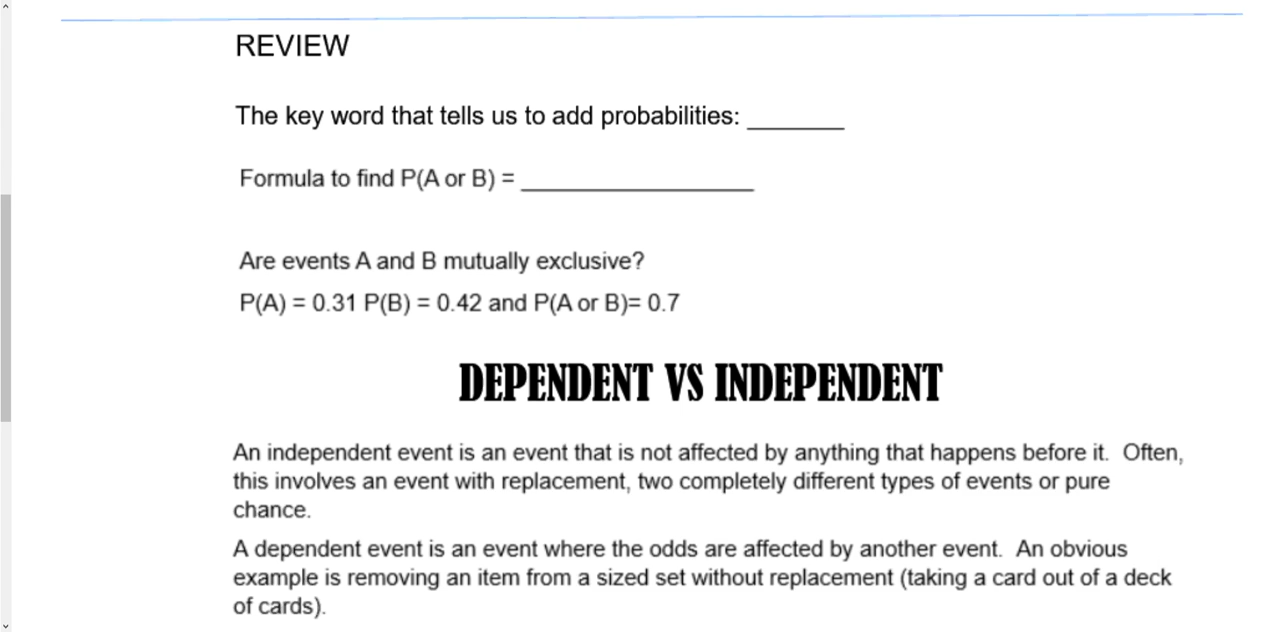 REVIEW
The key word that tells us to add probabilities: _______
Formula to find P(A or B) = _________________
Are events A and B mutually exclusive?
P(A) = 0.31 P(B) = 0.42 and P(A or B)= 0.7
DEPENDENT VS INDEPENDENT
An independent event is an event that is not affected by anything that happens before it. Often,
this involves an event with replacement, two completely different types of events or pure
chance.
A dependent event is an event where the odds are affected by another event. An obvious
example is removing an item from a sized set without replacement (taking a card out of a deck
of cards).